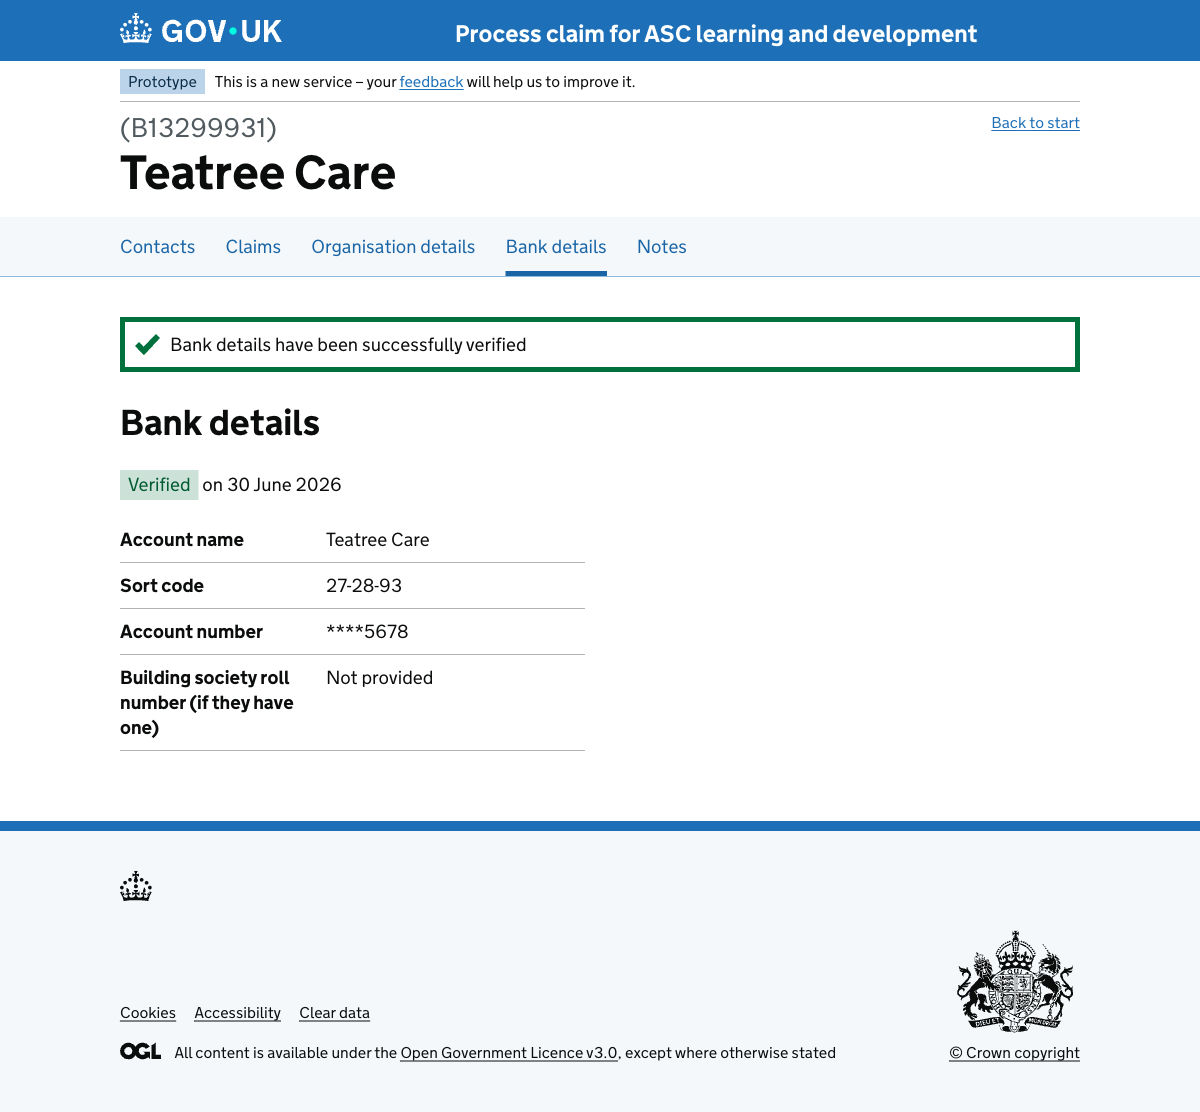 GOV·UK
Process claim for ASC learning and development
Prototype This is a new service – your feedback will help us to improve it.
(B13299931)
Back to start
Teatree Care
Contacts Claims Organisation details Bank details Notes
Bank details have been successfully verified
Bank details
Verified on 30 June 2026
Account name Teatree Care
Sort code 27-28-93
Account number ****5678
Building society roll Not provided
number (if they have
one)
Cookies Accessibility Clear data
OGL All content is available under the Open Government Licence v3.0, except where otherwise stated
© Crown copyright